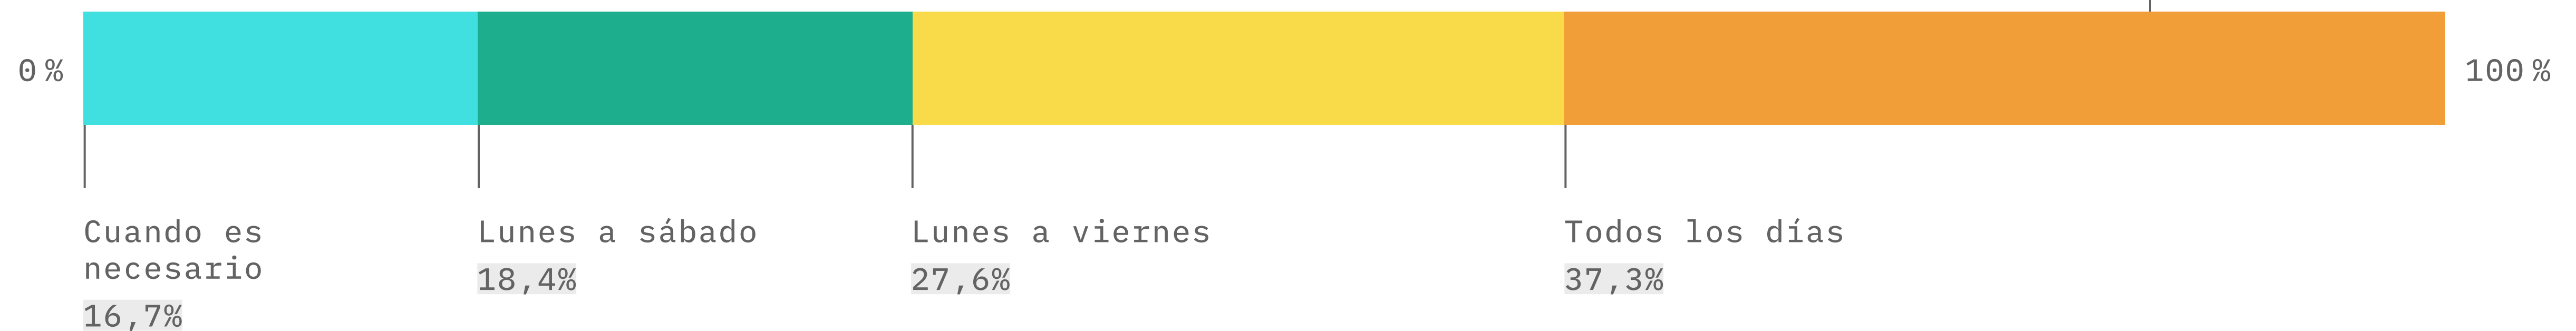 0 %
100 %
Cuando es
necesario
16,7%
Lunes a sábado
18,4%
Lunes a viernes
27,6%
Todos los días
37,3%